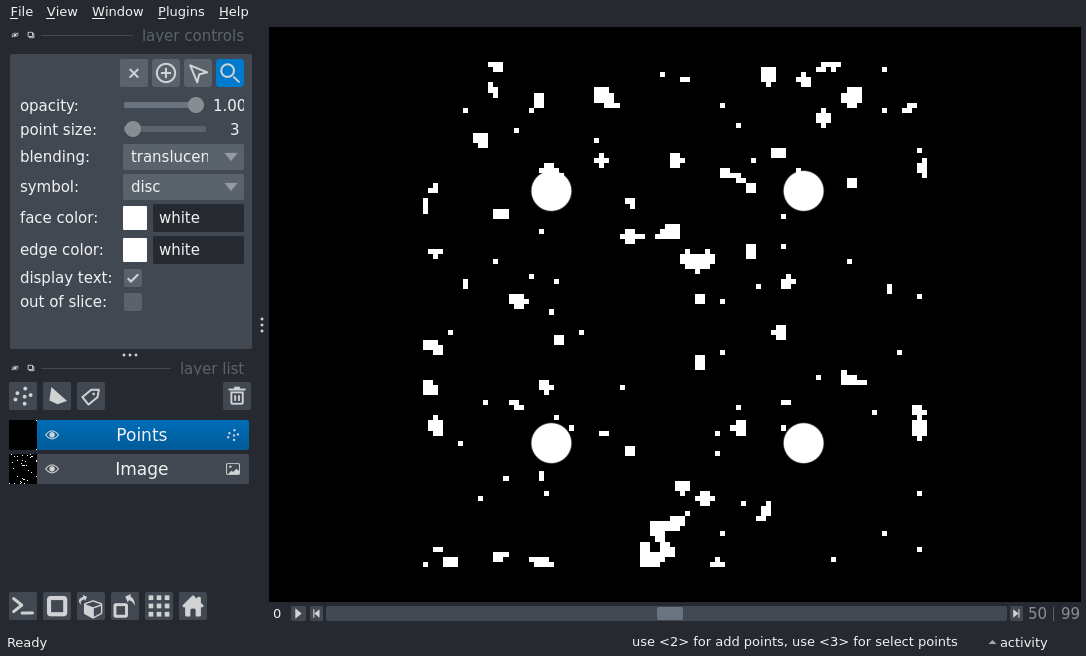 File View Window Plugins Help
layer controls
opacity: 1.00
point size: 3
blending: translucen
symbol: disc
face color: white
edge color: white
display text:
out of slice:
layer list
Points
Image
0 50 | 99
Ready use <2> for add points, use <3> for select points activity